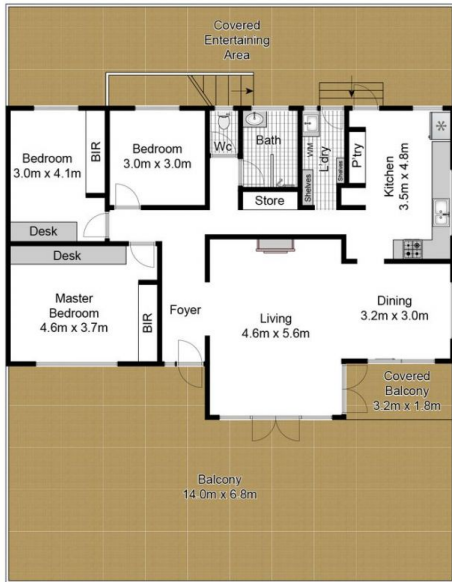 Covered
Entertaining
Area
Bedroom
3.0m x 4.1m
BIR
Bedroom
3.0m x 3.0m
Wc
Bath
Store
Shelves
WM
L'dry
Shelves
P'try
Kitchen
3.5m x 4.8m
Desk
Desk
Master
Bedroom
4.6m x 3.7m
BIR
Foyer
Living
4.6m x 5.6m
Dining
3.2m x 3.0m
Covered
Balcony
3.2m x 1.8m
Balcony
14.0m x 6.8m